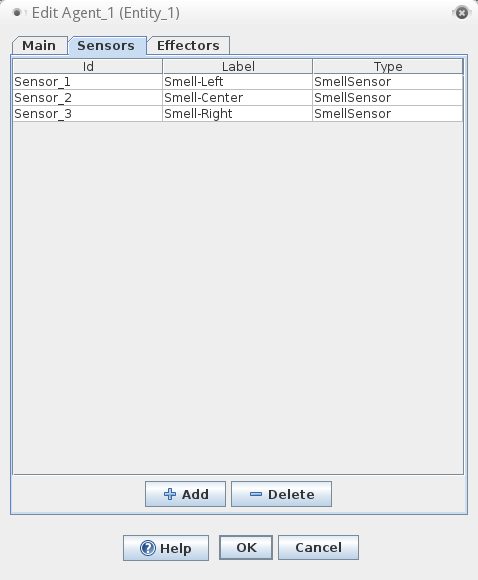 Edit Agent_1 (Entity_1)
Main Sensors Effectors
Id Label Type
Sensor_1 Smell-Left SmellSensor
Sensor_2 Smell-Center SmellSensor
Sensor_3 Smell-Right SmellSensor
Add Delete
Help OK Cancel